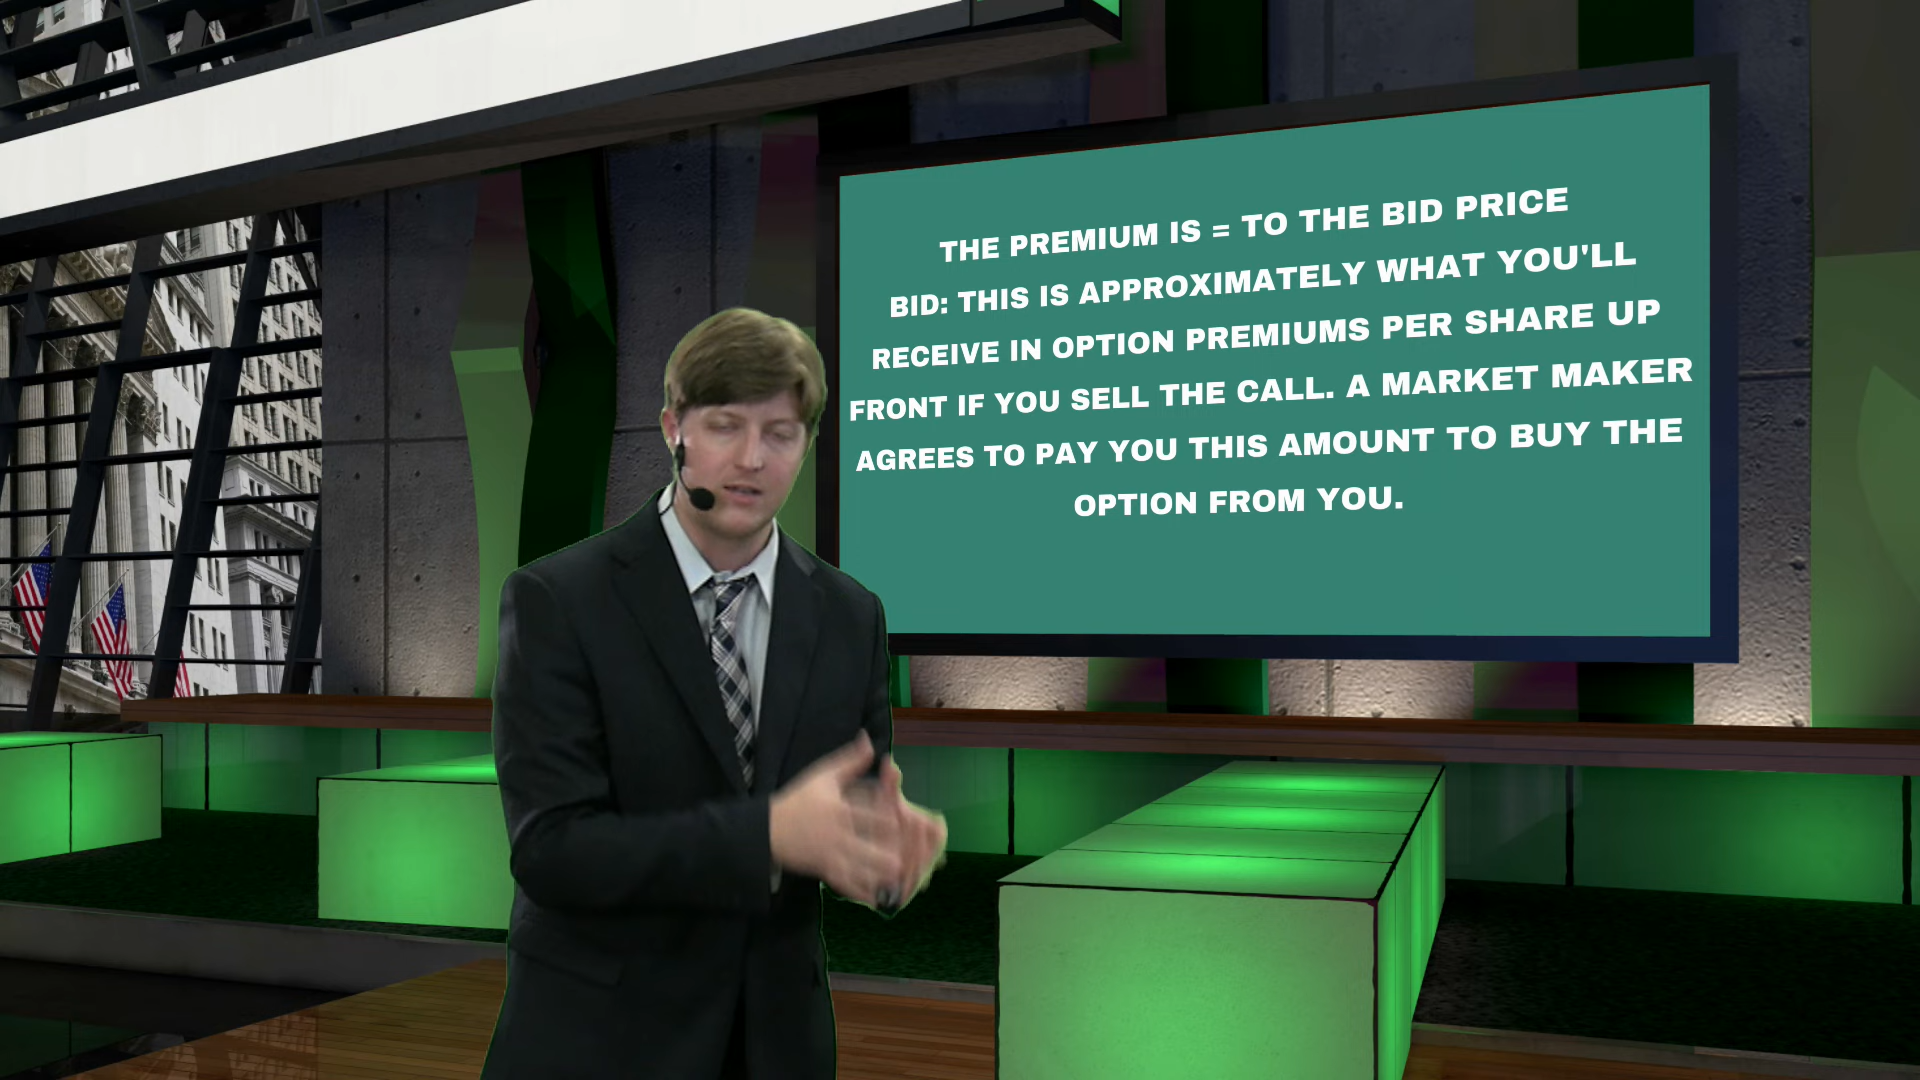 THE PREMIUM IS = TO THE BID PRICE
BID: THIS IS APPROXIMATELY WHAT YOU'LL
RECEIVE IN OPTION PREMIUMS PER SHARE UP
FRONT IF YOU SELL THE CALL. A MARKET MAKER
AGREES TO PAY YOU THIS AMOUNT TO BUY THE
OPTION FROM YOU.